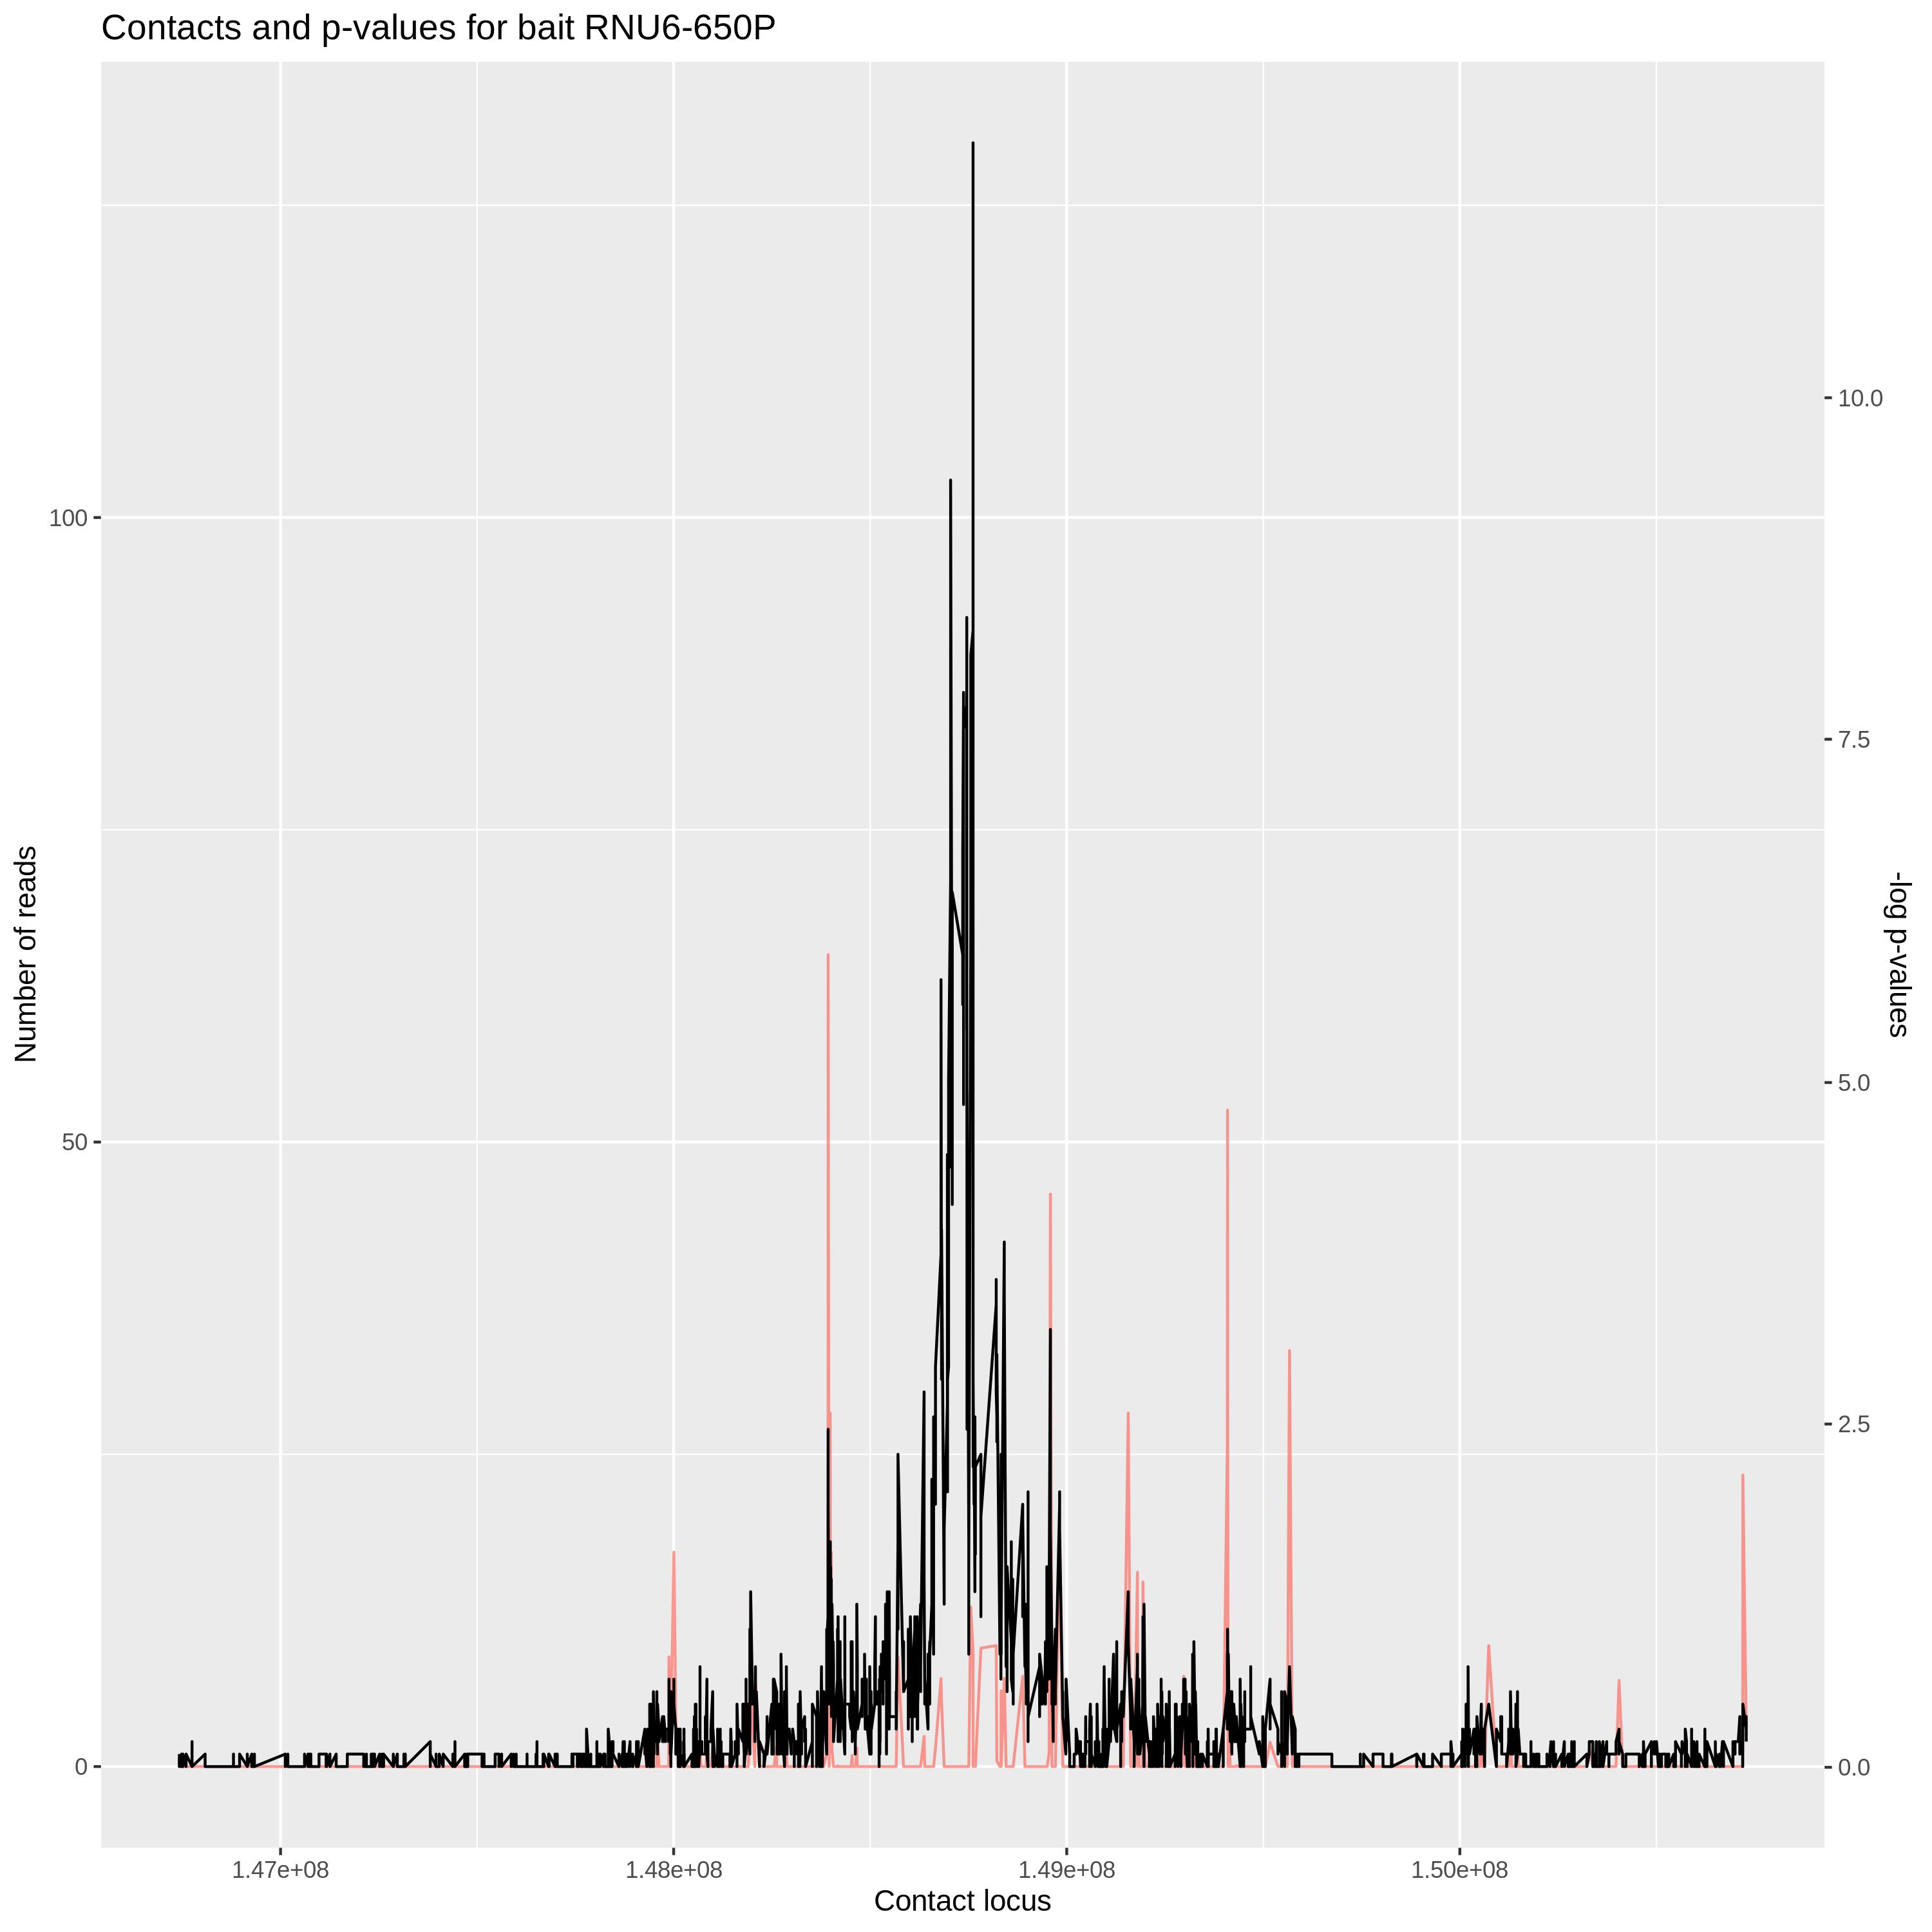 Contacts and p-values for bait RNU6-650P
Number of reads
100
50
0
10.0
7.5
5.0
2.5
0.0
-log p-values
1.47e+08
1.48e+08
1.49e+08
1.50e+08
Contact locus